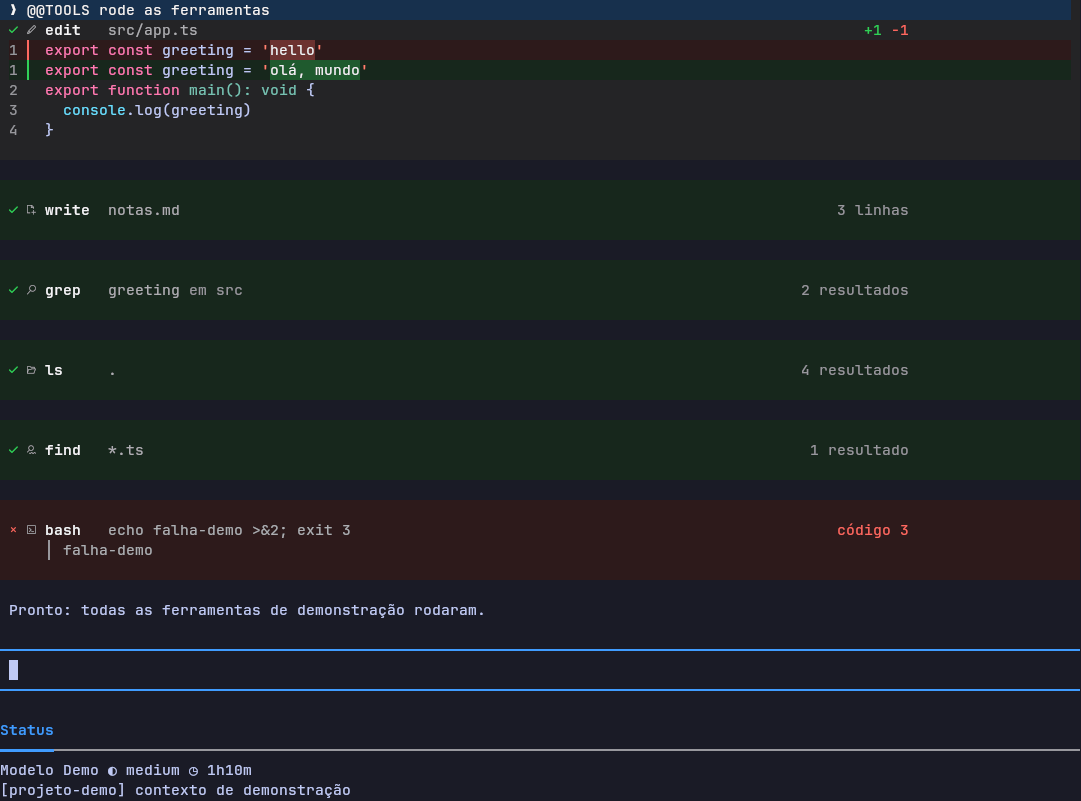 ❯ @@TOOLS rode as ferramentas
✓ edit src/app.ts +1 -1
1 export const greeting = 'hello'
1 export const greeting = 'olá, mundo'
2 export function main(): void {
3 console.log(greeting)
4 }
✓ write notas.md 3 linhas
✓ grep greeting em src 2 resultados
✓ ls . 4 resultados
✓ find *.ts 1 resultado
× bash echo falha-demo >&2; exit 3 código 3
falha-demo
Pronto: todas as ferramentas de demonstração rodaram.
Status
Modelo Demo ◐ medium ◷ 1h10m
[projeto-demo] contexto de demonstração